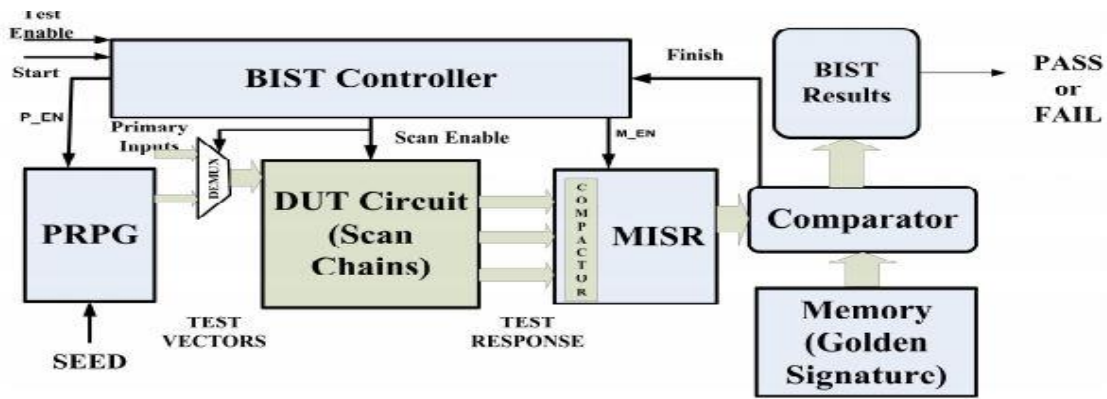 Test
Enable
Start
BIST Controller
Finish
BIST
Results
PASS
or
FAIL
P_EN
Primary
Inputs
Scan Enable
M_EN
DEMUX
PRPG
DUT Circuit
(Scan
Chains)
COMPACTOR
MISR
Comparator
SEED
TEST
VECTORS
TEST
RESPONSE
Memory
(Golden
Signature)